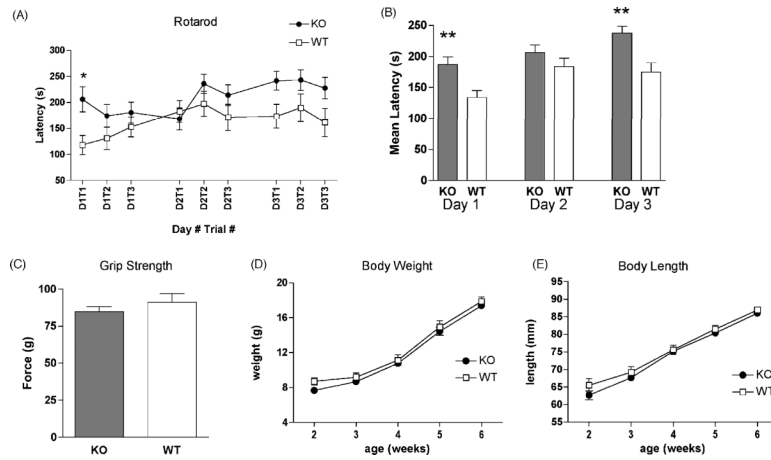 (A)
Rotarod
KO
WT
Latency (s)
250
200
150
100
50
*
D1T1
D1T2
D1T3
D2T1
D2T2
D2T3
D3T1
D3T2
D3T3
Day # Trial #
(B)
Mean Latency (s)
250
200
150
100
50
0
**
**
KO WT KO WT KO WT
Day 1 Day 2 Day 3
(C)
Grip Strength
Force (g)
100
75
50
25
0
KO WT
(D)
Body Weight
weight (g)
20
16
12
8
4
KO
WT
2 3 4 5 6
age (weeks)
(E)
Body Length
length (mm)
95
90
85
80
75
70
65
60
55
KO
WT
2 3 4 5 6
age (weeks)